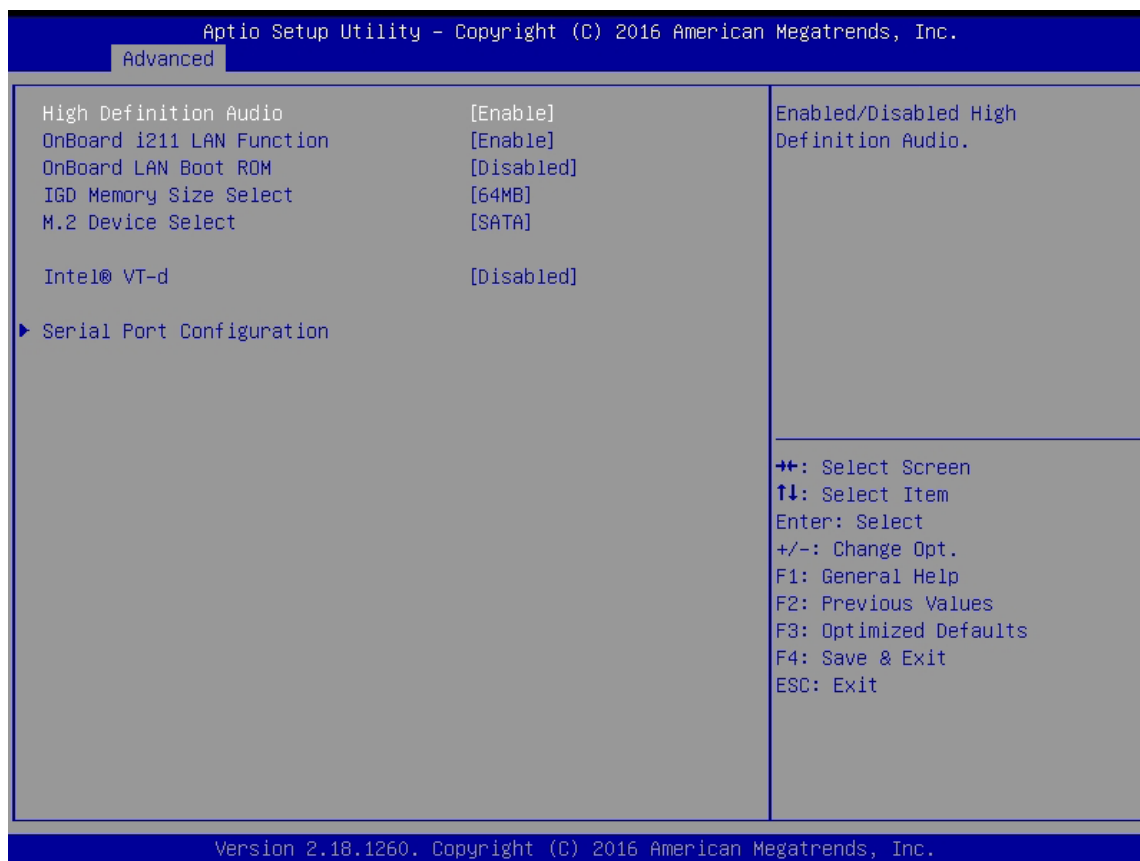 Aptio Setup Utility – Copyright (C) 2016 American Megatrends, Inc.
Advanced
High Definition Audio [Enable]
OnBoard i211 LAN Function [Enable]
OnBoard LAN Boot ROM [Disabled]
IGD Memory Size Select [64MB]
M.2 Device Select [SATA]
Intel® VT-d [Disabled]
▶ Serial Port Configuration
Enabled/Disabled High
Definition Audio.
→←: Select Screen
↑↓: Select Item
Enter: Select
+/-: Change Opt.
F1: General Help
F2: Previous Values
F3: Optimized Defaults
F4: Save & Exit
ESC: Exit
Version 2.18.1260. Copyright (C) 2016 American Megatrends, Inc.